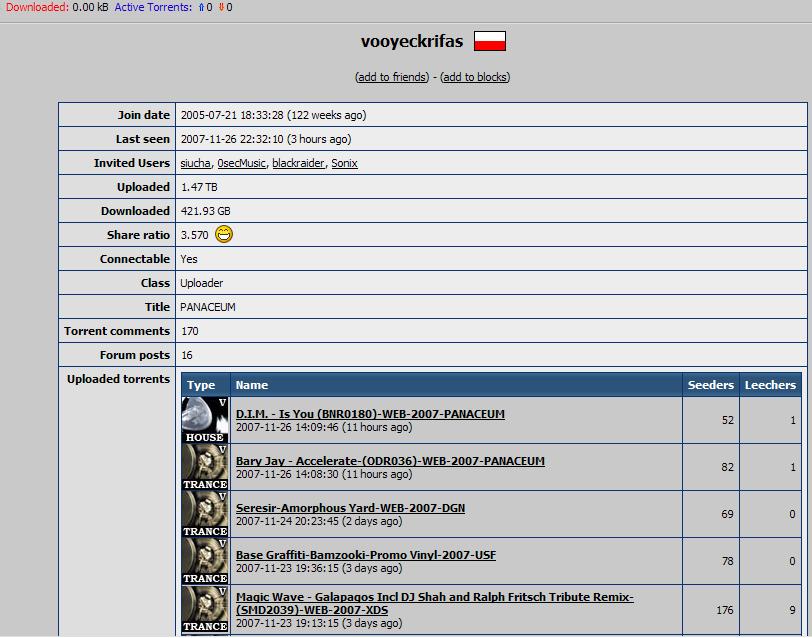 Downloaded: 0.00 kB Active Torrents: 0 0
vooyeckrifas
(add to friends) - (add to blocks)
Join date 2005-07-21 18:33:28 (122 weeks ago)
Last seen 2007-11-26 22:32:10 (3 hours ago)
Invited Users siucha, 0secMusic, blackraider, Sonix
Uploaded 1.47 TB
Downloaded 421.93 GB
Share ratio 3.570
Connectable Yes
Class Uploader
Title PANACEUM
Torrent comments 170
Forum posts 16
Uploaded torrents
Type Name Seeders Leechers
V
HOUSE
D.I.M. - Is You (BNR0180)-WEB-2007-PANACEUM
2007-11-26 14:09:46 (11 hours ago)
52 1
V
TRANCE
Bary Jay - Accelerate-(ODR036)-WEB-2007-PANACEUM
2007-11-26 14:08:30 (11 hours ago)
82 1
V
TRANCE
Seresir-Amorphous Yard-WEB-2007-DGN
2007-11-24 20:23:45 (2 days ago)
69 0
V
TRANCE
Base Graffiti-Bamzooki-Promo Vinyl-2007-USF
2007-11-23 19:36:15 (3 days ago)
78 0
V
TRANCE
Magic Wave - Galapagos Incl DJ Shah and Ralph Fritsch Tribute Remix-
(SMD2039)-WEB-2007-XDS
2007-11-23 19:13:15 (3 days ago)
176 9